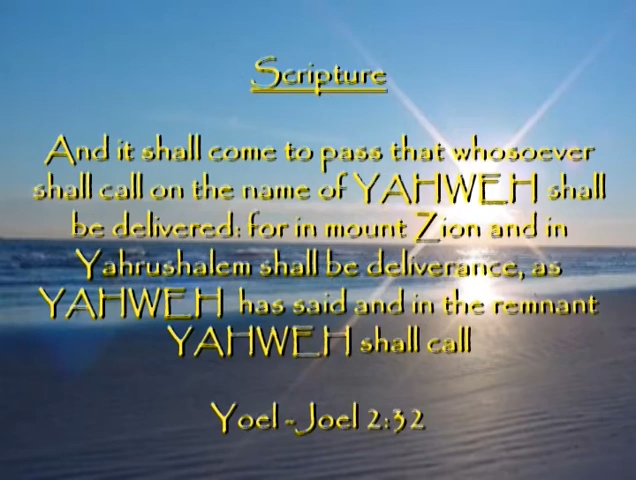 Scripture
And it shall come to pass that whosoever
shall call on the name of YAHWEH shall
be delivered: for in mount Zion and in
Yahrushalem shall be deliverance, as
YAHWEH has said and in the remnant
YAHWEH shall call
Yoel -Joel 2:32